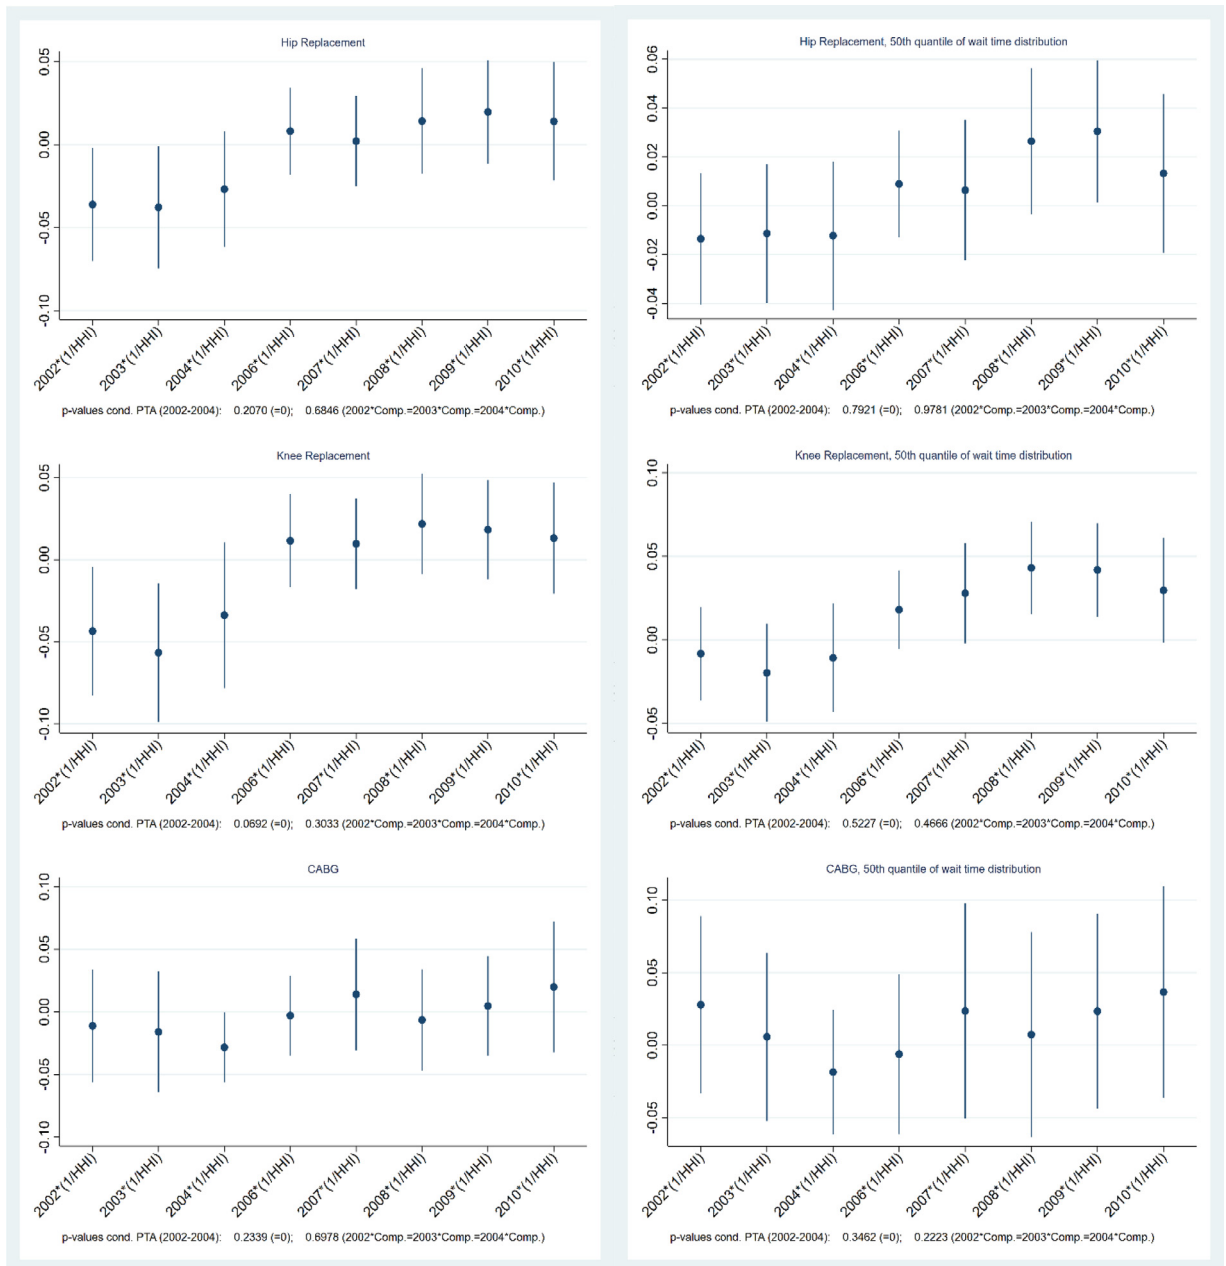 Hip Replacement
0.05
0.00
-0.05
-0.10
2002*(1/HHI)
2003*(1/HHI)
2004*(1/HHI)
2006*(1/HHI)
2007*(1/HHI)
2008*(1/HHI)
2009*(1/HHI)
2010*(1/HHI)
p-values cond. PTA (2002-2004): 0.2070 (=0); 0.6846 (2002*Comp.=2003*Comp.=2004*Comp.)
Hip Replacement, 50th quantile of wait time distribution
0.06
0.04
0.02
0.00
-0.02
-0.04
2002*(1/HHI)
2003*(1/HHI)
2004*(1/HHI)
2006*(1/HHI)
2007*(1/HHI)
2008*(1/HHI)
2009*(1/HHI)
2010*(1/HHI)
p-values cond. PTA (2002-2004): 0.7921 (=0); 0.9781 (2002*Comp.=2003*Comp.=2004*Comp.)
Knee Replacement
0.05
0.00
-0.05
-0.10
2002*(1/HHI)
2003*(1/HHI)
2004*(1/HHI)
2006*(1/HHI)
2007*(1/HHI)
2008*(1/HHI)
2009*(1/HHI)
2010*(1/HHI)
p-values cond. PTA (2002-2004): 0.0692 (=0); 0.3033 (2002*Comp.=2003*Comp.=2004*Comp.)
Knee Replacement, 50th quantile of wait time distribution
0.10
0.05
0.00
-0.05
2002*(1/HHI)
2003*(1/HHI)
2004*(1/HHI)
2006*(1/HHI)
2007*(1/HHI)
2008*(1/HHI)
2009*(1/HHI)
2010*(1/HHI)
p-values cond. PTA (2002-2004): 0.5227 (=0); 0.4666 (2002*Comp.=2003*Comp.=2004*Comp.)
CABG
0.10
0.05
0.00
-0.05
-0.10
2002*(1/HHI)
2003*(1/HHI)
2004*(1/HHI)
2006*(1/HHI)
2007*(1/HHI)
2008*(1/HHI)
2009*(1/HHI)
2010*(1/HHI)
p-values cond. PTA (2002-2004): 0.2339 (=0); 0.6978 (2002*Comp.=2003*Comp.=2004*Comp.)
CABG, 50th quantile of wait time distribution
0.10
0.05
0.00
-0.05
2002*(1/HHI)
2003*(1/HHI)
2004*(1/HHI)
2006*(1/HHI)
2007*(1/HHI)
2008*(1/HHI)
2009*(1/HHI)
2010*(1/HHI)
p-values cond. PTA (2002-2004): 0.3462 (=0); 0.2223 (2002*Comp.=2003*Comp.=2004*Comp.)